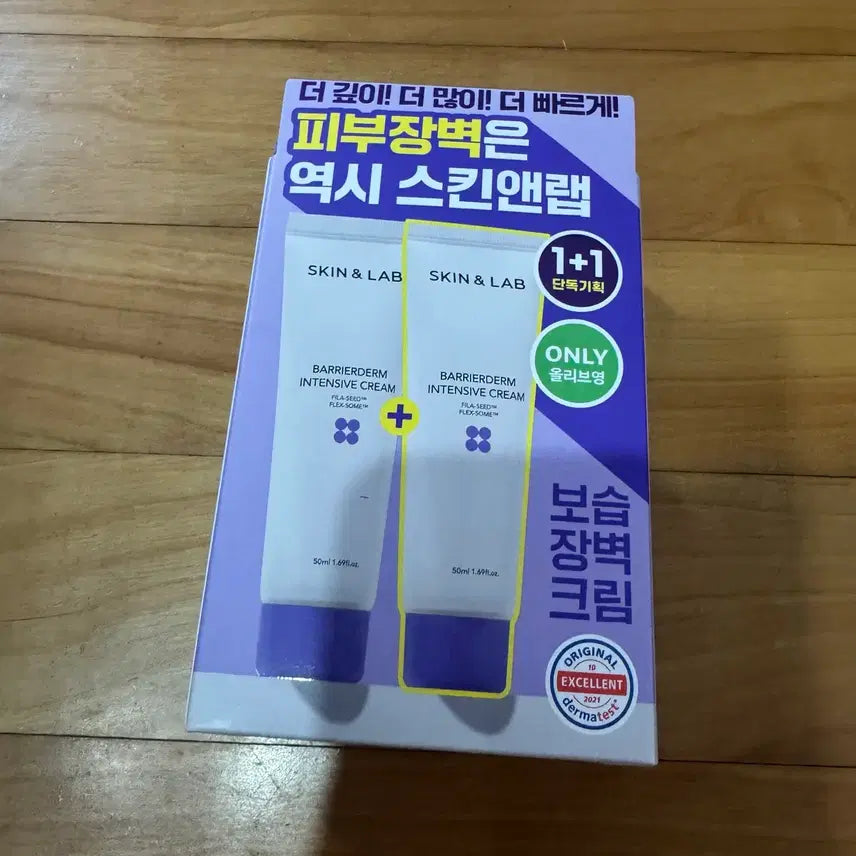 더 깊이! 더 많이! 더 빠르게!
피부장벽은
역시 스킨앤랩
SKIN & LAB
BARRIERDERM
INTENSIVE CREAM
FILA-SEED™
FLEX-SOME™
50ml 1.69fl.oz.
+
SKIN & LAB
BARRIERDERM
INTENSIVE CREAM
FILA-SEED™
FLEX-SOME™
50ml 1.69fl.oz.
1+1
단독기획
ONLY
올리브영
보습
장벽
크림
ORIGINAL
ID
EXCELLENT
2021
dermatest®